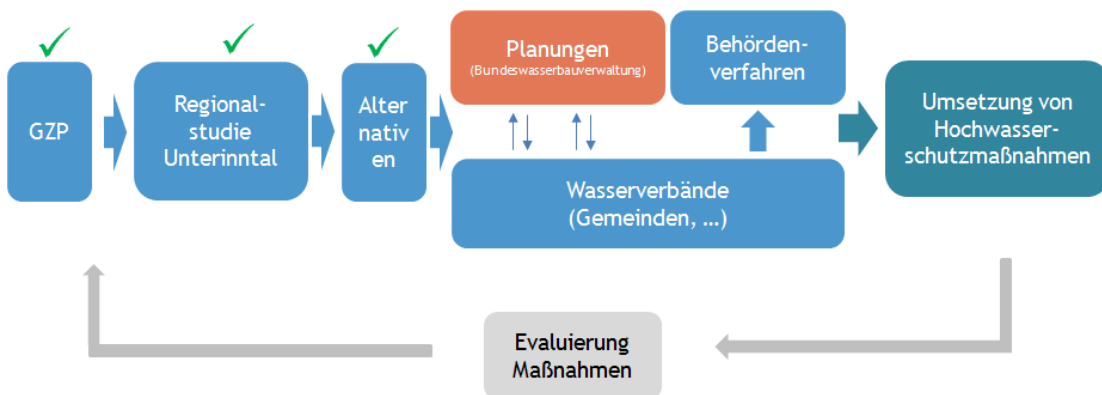 GZP
Regional-
studie
Unterinntal
Alter
nativ
en
Planungen
(Bundeswasserbauverwaltung)
Behörden-
verfahren
Wasserverbände
(Gemeinden, …)
Umsetzung von
Hochwasser-
schutzmaßnahmen
Evaluierung
Maßnahmen